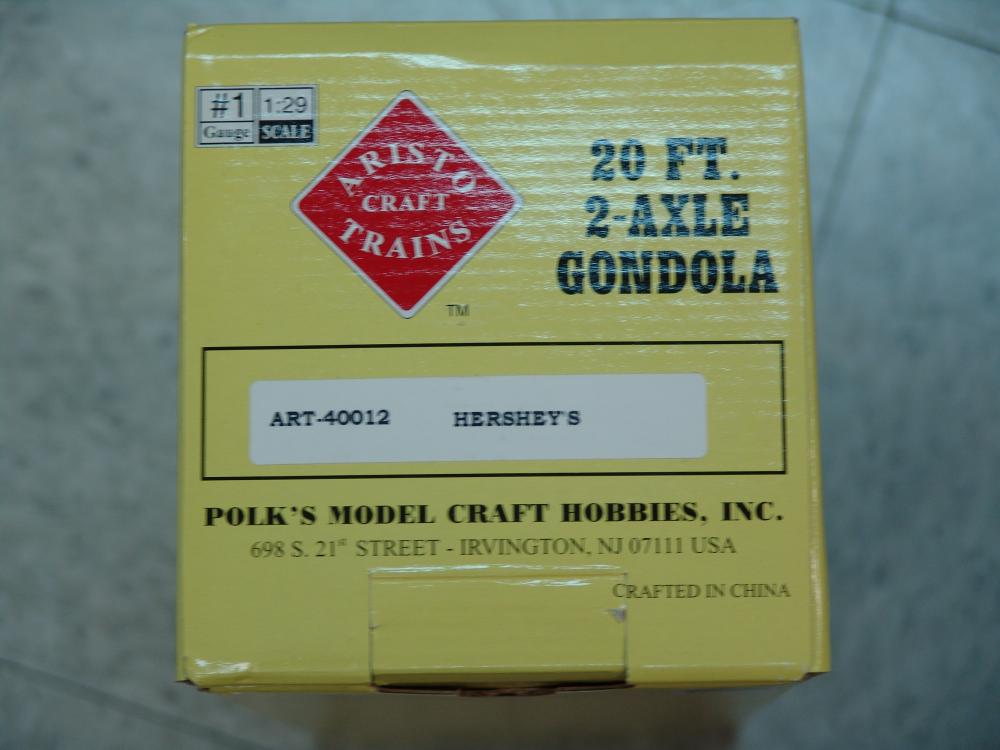 #1 1:29
Gauge SCALE
ARISTO
CRAFT
TRAINS
TM
20 FT.
2-AXLE
GONDOLA
ART-40012 HERSHEY'S
POLK'S MODEL CRAFT HOBBIES, INC.
698 S. 21st STREET - IRVINGTON, NJ 07111 USA
CRAFTED IN CHINA